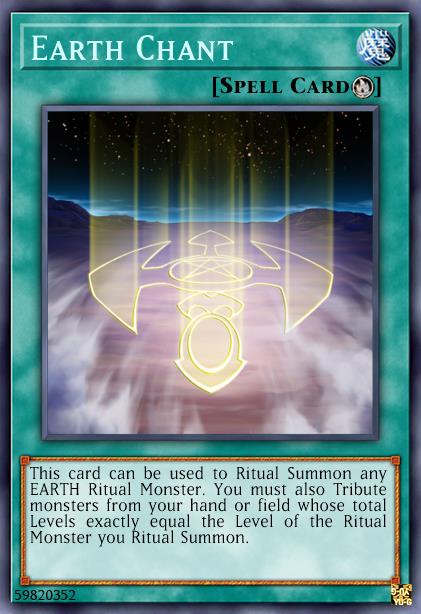 Earth Chant
魔
[Spell Card]
This card can be used to Ritual Summon any
EARTH Ritual Monster. You must also Tribute
monsters from your hand or field whose total
Levels exactly equal the Level of the Ritual
Monster you Ritual Summon.
59820352